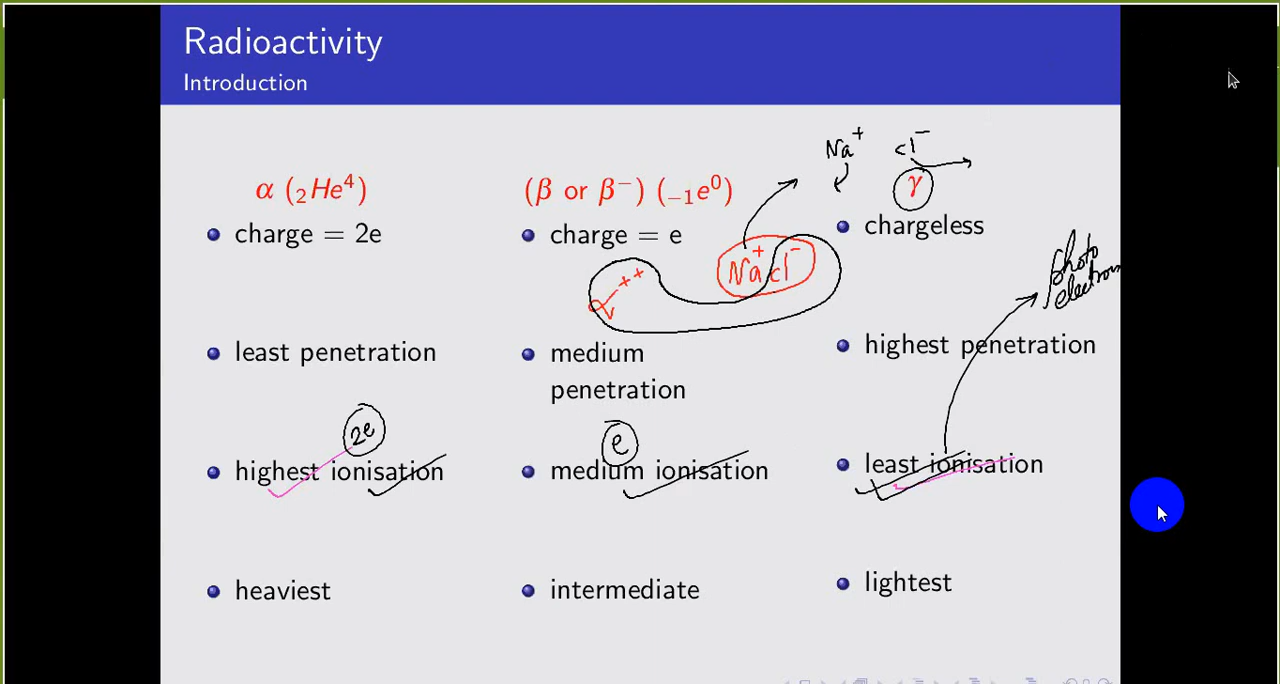 Radioactivity
Introduction
Na⁺ Cl⁻
α (₂He⁴)
(β or β⁻) (₋₁e⁰)
γ
charge = 2e
charge = e
chargeless
Na⁺Cl⁻
α⁺⁺
photo
electron
least penetration
medium
penetration
highest penetration
2e
e
highest ionisation
medium ionisation
least ionisation
heaviest
intermediate
lightest